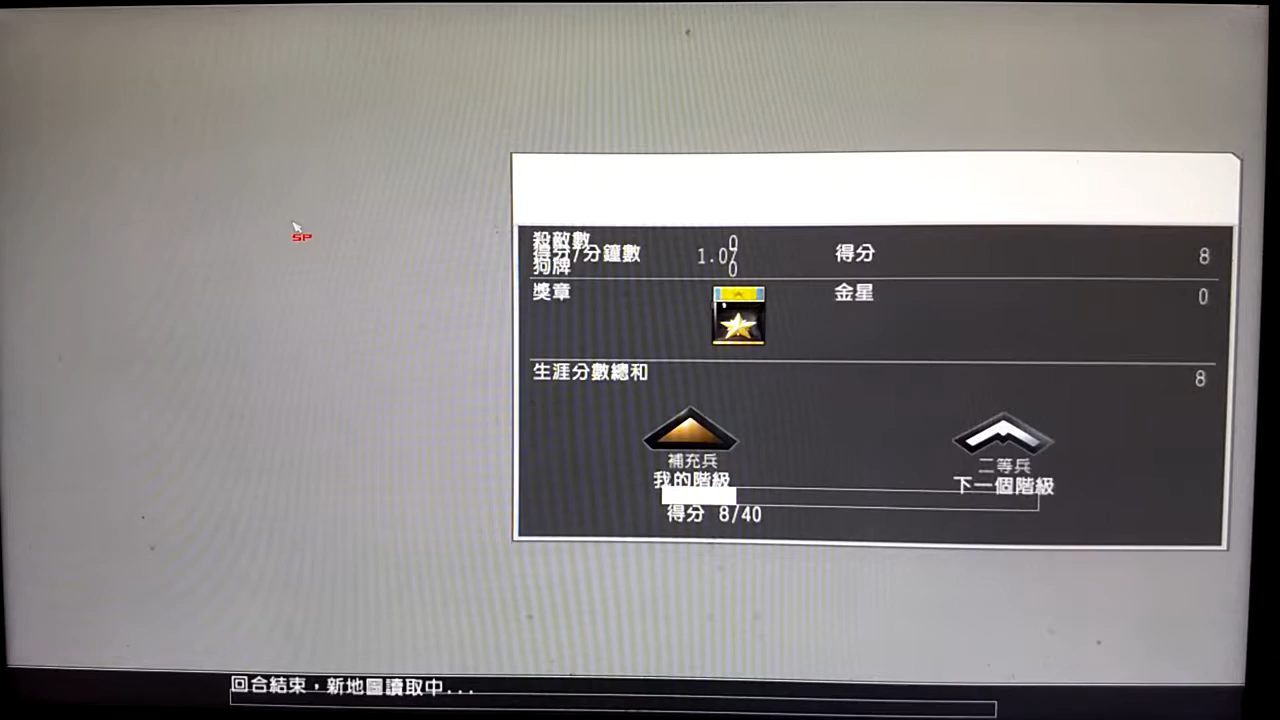 SP
殺敵數 0
得分/分鐘數 1.0
狗牌 0
得分 8
獎章
金星 0
生涯分數總和 8
補充兵
我的階級
二等兵
下一個階級
得分 8/40
回合結束，新地圖讀取中...